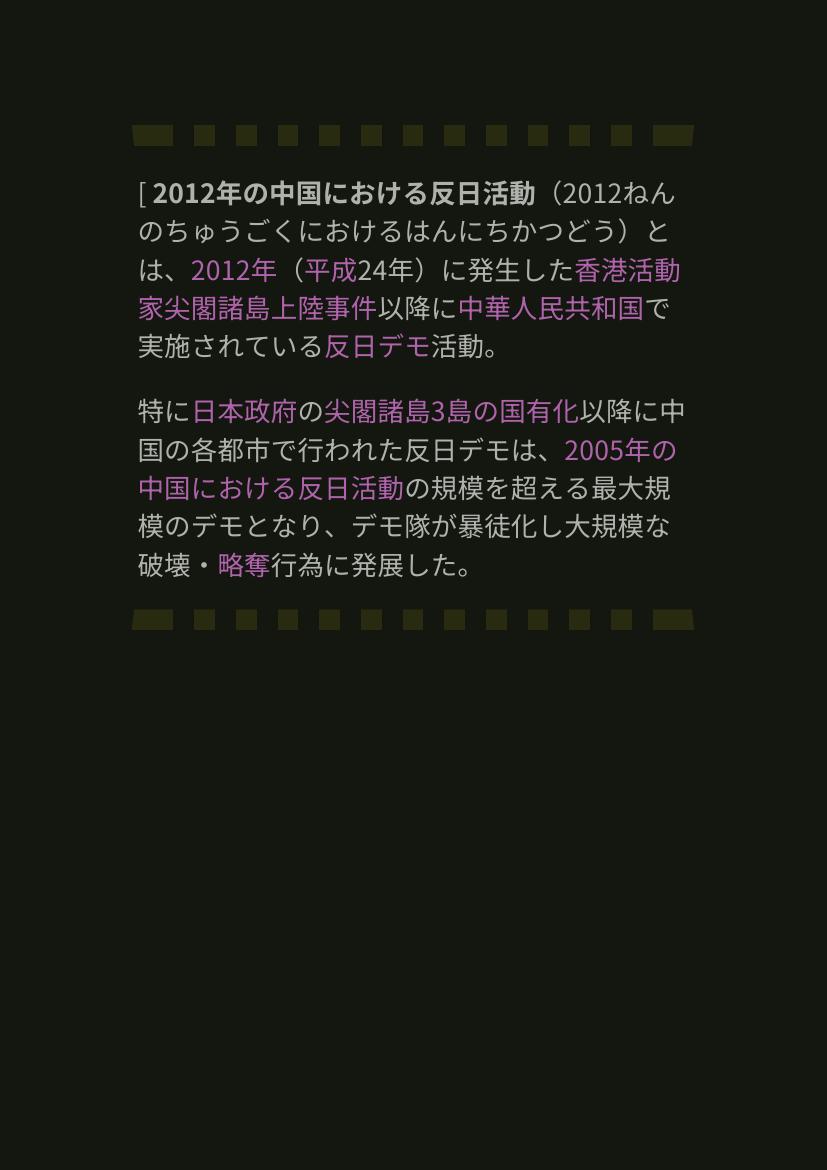 [ 2012年の中国における反日活動（2012ねん
のちゅうごくにおけるはんにちかつどう）と
は、2012年（平成24年）に発生した香港活動
家尖閣諸島上陸事件以降に中華人民共和国で
実施されている反日デモ活動。
特に日本政府の尖閣諸島3島の国有化以降に中
国の各都市で行われた反日デモは、2005年の
中国における反日活動の規模を超える最大規
模のデモとなり、デモ隊が暴徒化し大規模な
破壊・略奪行為に発展した。